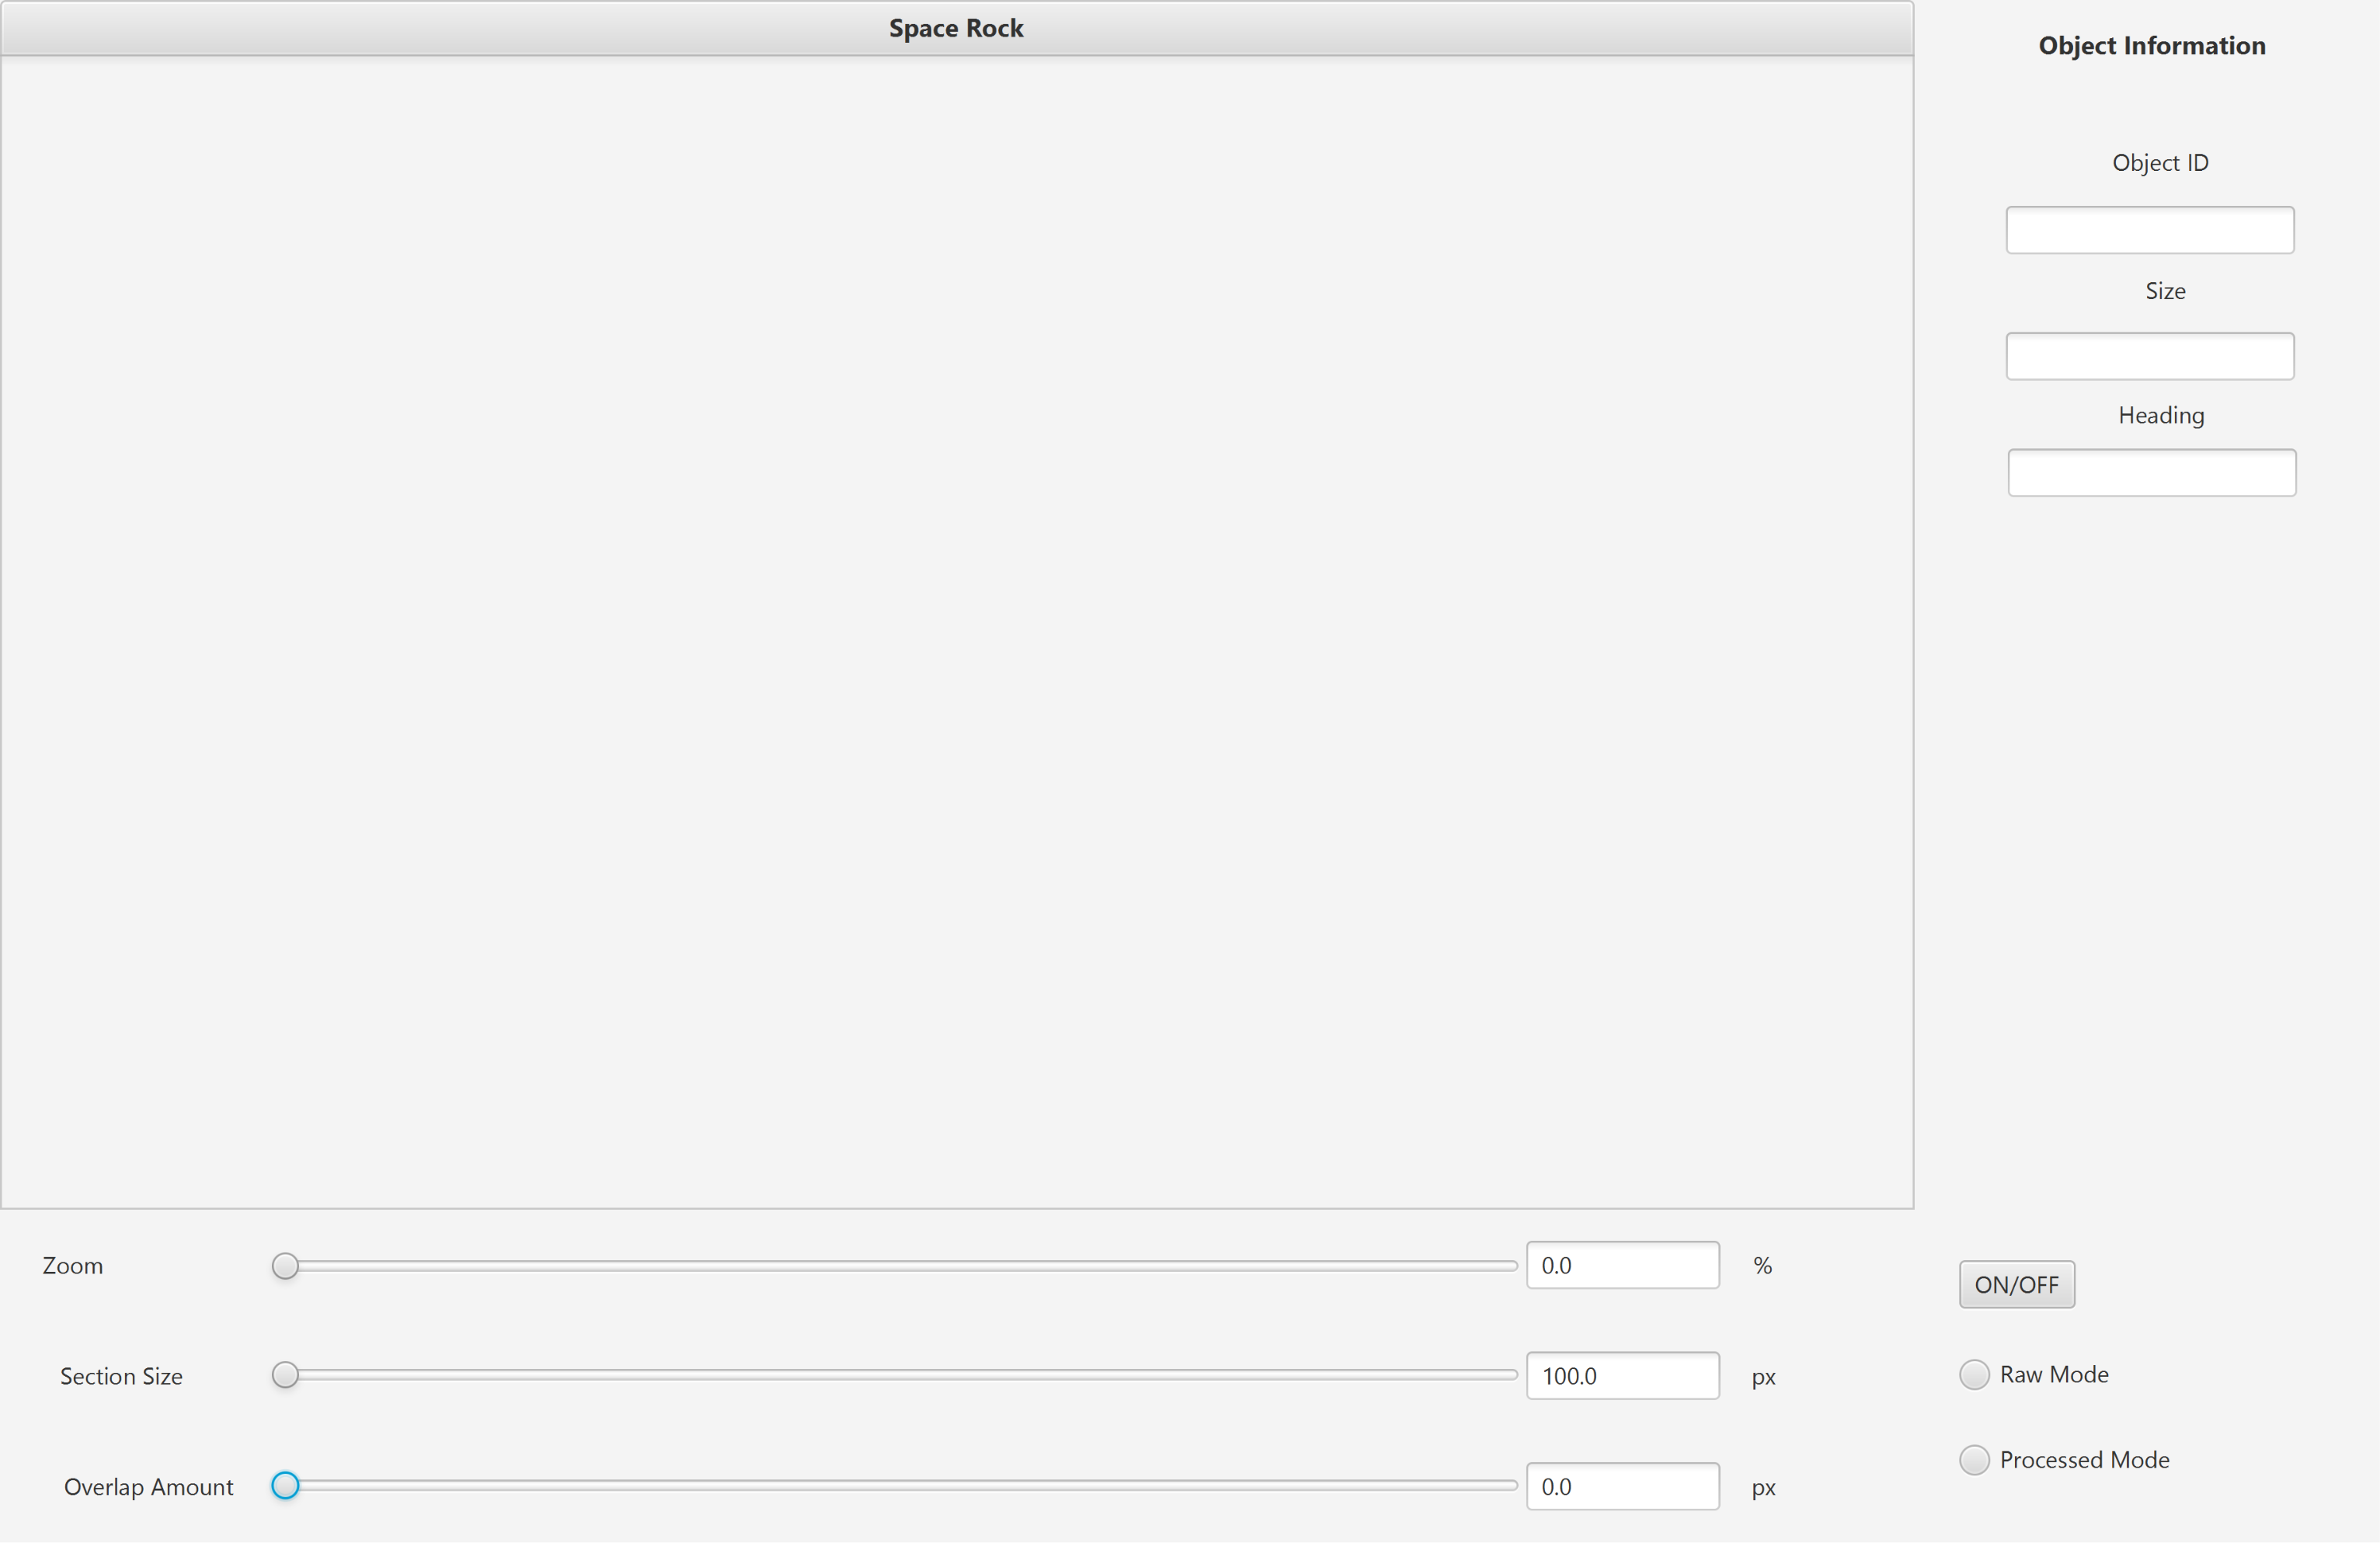 Space Rock
Object Information
Object ID
Size
Heading
Zoom
0.0
%
ON/OFF
Section Size
100.0
px
Raw Mode
Processed Mode
Overlap Amount
0.0
px